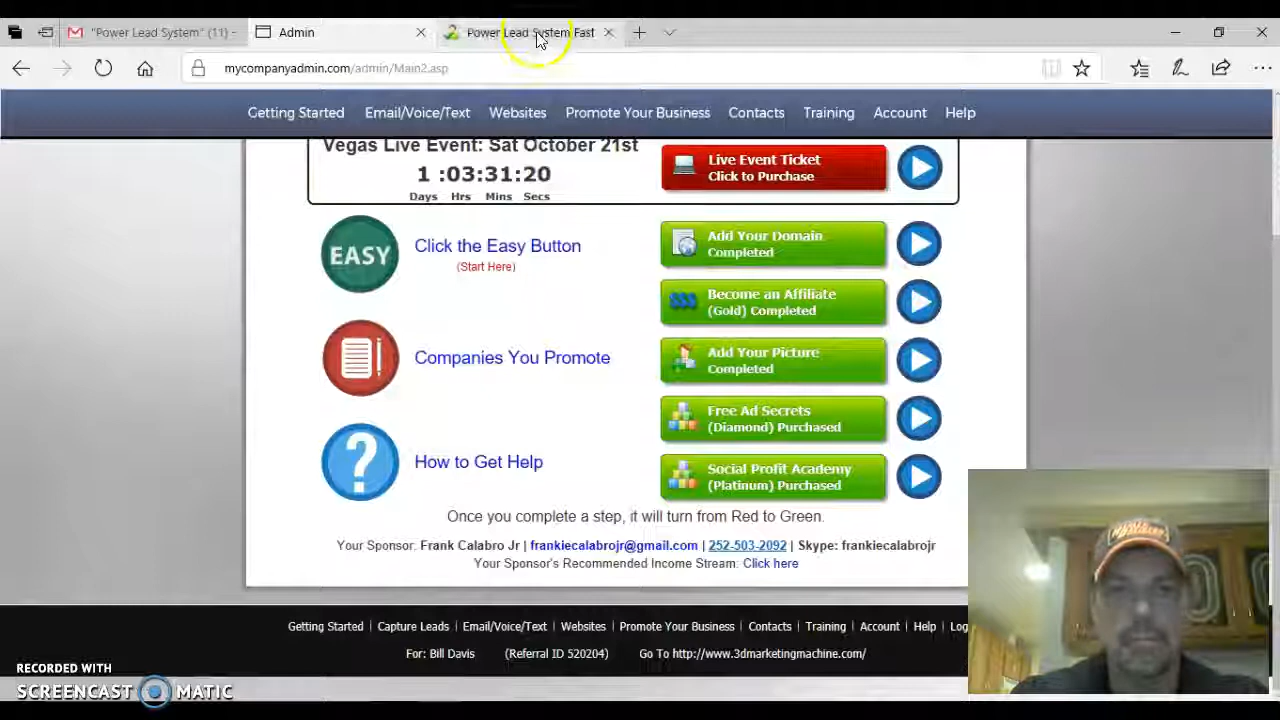 "Power Lead System" (11) -
Admin
Power Lead System Fast
mycompanyadmin.com/admin/Main2.asp
Getting Started
Email/Voice/Text
Websites
Promote Your Business
Contacts
Training
Account
Help
Vegas Live Event: Sat October 21st
1 :03:31:20
Days Hrs Mins Secs
Live Event Ticket
Click to Purchase
EASY
Click the Easy Button
(Start Here)
Add Your Domain
Completed
$$$
Become an Affiliate
(Gold) Completed
Companies You Promote
Add Your Picture
Completed
Free Ad Secrets
(Diamond) Purchased
?
How to Get Help
Social Profit Academy
(Platinum) Purchased
Once you complete a step, it will turn from Red to Green.
Your Sponsor: Frank Calabro Jr | frankiecalabrojr@gmail.com | 252-503-2092 | Skype: frankiecalabrojr
Your Sponsor's Recommended Income Stream: Click here
Getting Started | Capture Leads | Email/Voice/Text | Websites | Promote Your Business | Contacts | Training | Account | Help | Log
For: Bill Davis (Referral ID 520204) Go To http://www.3dmarketingmachine.com/
RECORDED WITH
SCREENCAST MATIC